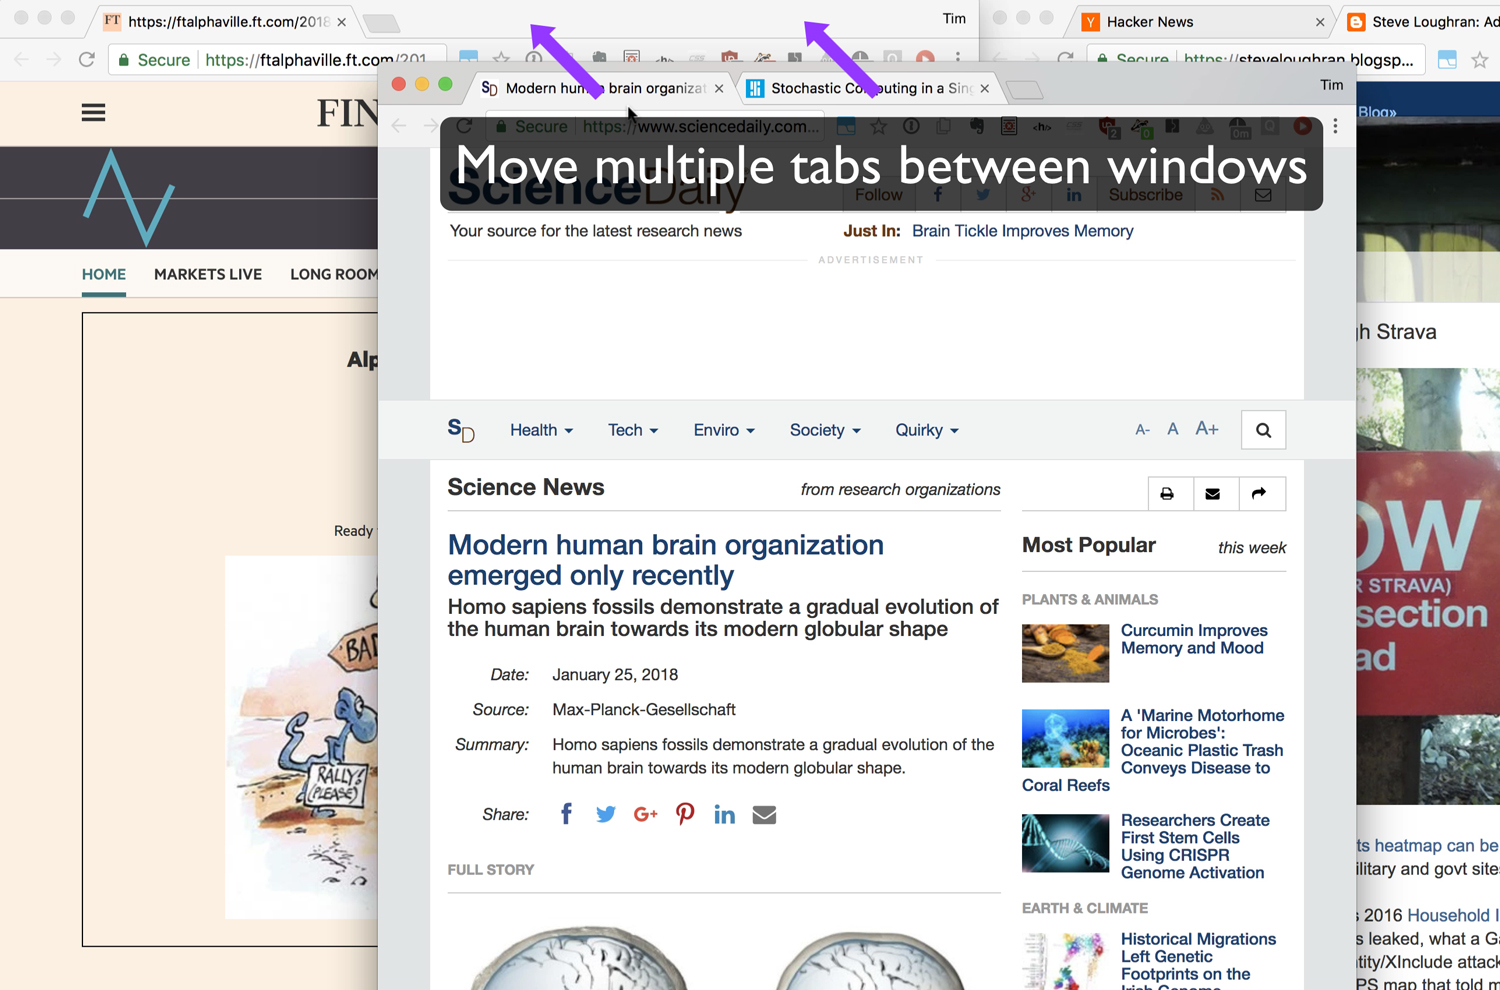 FT https://ftalphaville.ft.com/2018
Tim
Hacker News
Steve Loughran: Ad
Secure https://ftalphaville.ft.com/201
Secure https://steveloughran.blogsp...
SD Modern human brain organizat
Stochastic Computing in a Sing
Tim
Secure https://www.sciencedaily.com...
Move multiple tabs between windows
ScienceDaily
Follow
Subscribe
Your source for the latest research news
Just In: Brain Tickle Improves Memory
ADVERTISEMENT
FIN
HOME MARKETS LIVE LONG ROOM
Alp
Ready
BAD
RALLY!
(PLEASE)
Blog»
h Strava
SD Health Tech Enviro Society Quirky
A- A A+
Science News
from research organizations
Modern human brain organization
emerged only recently
Homo sapiens fossils demonstrate a gradual evolution of
the human brain towards its modern globular shape
Date: January 25, 2018
Source: Max-Planck-Gesellschaft
Summary: Homo sapiens fossils demonstrate a gradual evolution of the
human brain towards its modern globular shape.
Share:
FULL STORY
Most Popular this week
PLANTS & ANIMALS
Curcumin Improves
Memory and Mood
A 'Marine Motorhome
for Microbes':
Oceanic Plastic Trash
Conveys Disease to
Coral Reefs
Researchers Create
First Stem Cells
Using CRISPR
Genome Activation
EARTH & CLIMATE
Historical Migrations
Left Genetic
Footprints on the
Irish Genome
OW
R STRAVA)
section
ad
ts heatmap can be
ilitary and govt sites
s 2016 Household I
s leaked, what a Ga
tity/XInclude attack
PS map that told m